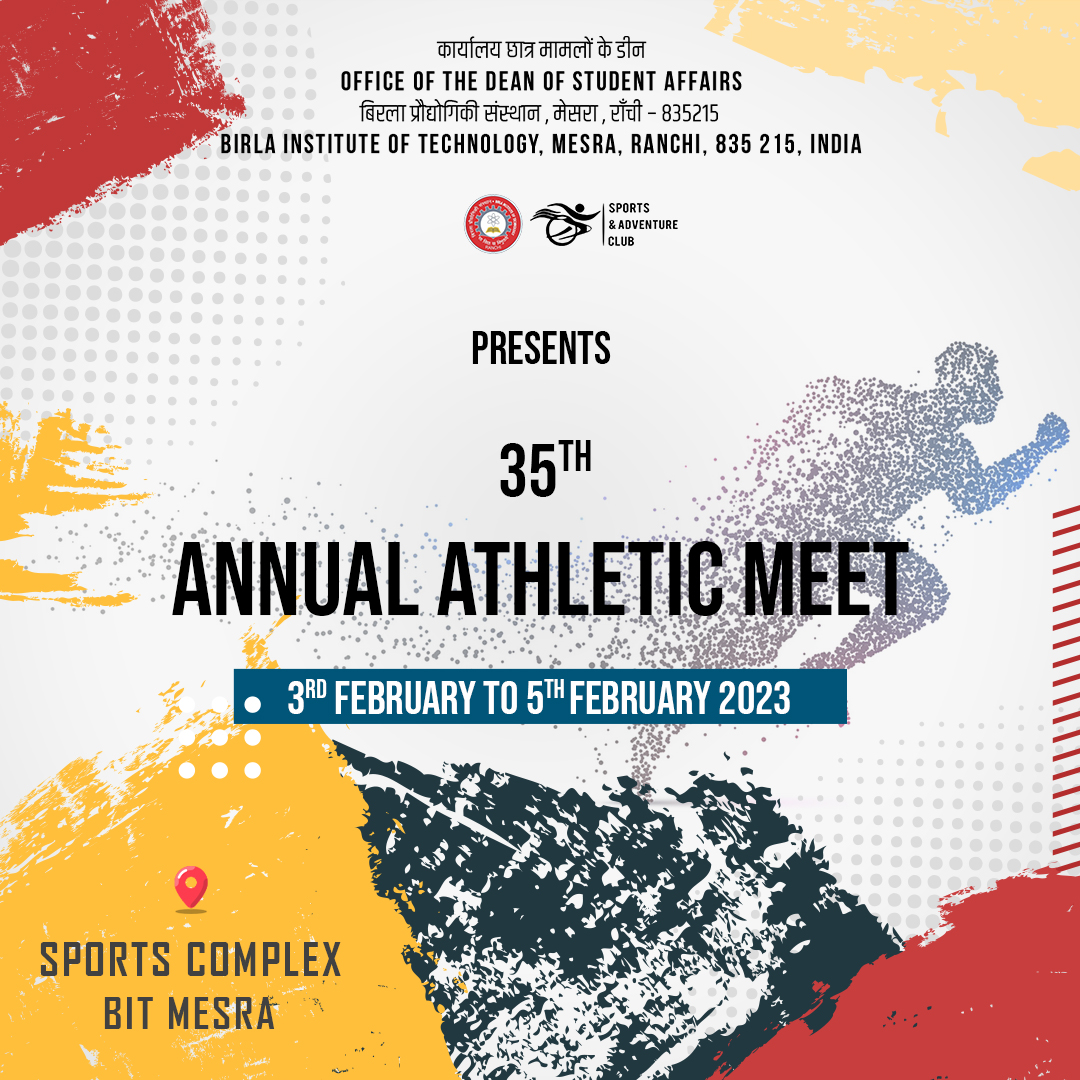 कार्यालय छात्र मामलों के डीन
OFFICE OF THE DEAN OF STUDENT AFFAIRS
बिरला प्रौद्योगिकी संस्थान , मेसरा , राँची - 835215
BIRLA INSTITUTE OF TECHNOLOGY, MESRA, RANCHI, 835 215, INDIA
SPORTS
& ADVENTURE
CLUB
PRESENTS
35TH
ANNUAL ATHLETIC MEET
3RD FEBRUARY TO 5TH FEBRUARY 2023
SPORTS COMPLEX
BIT MESRA